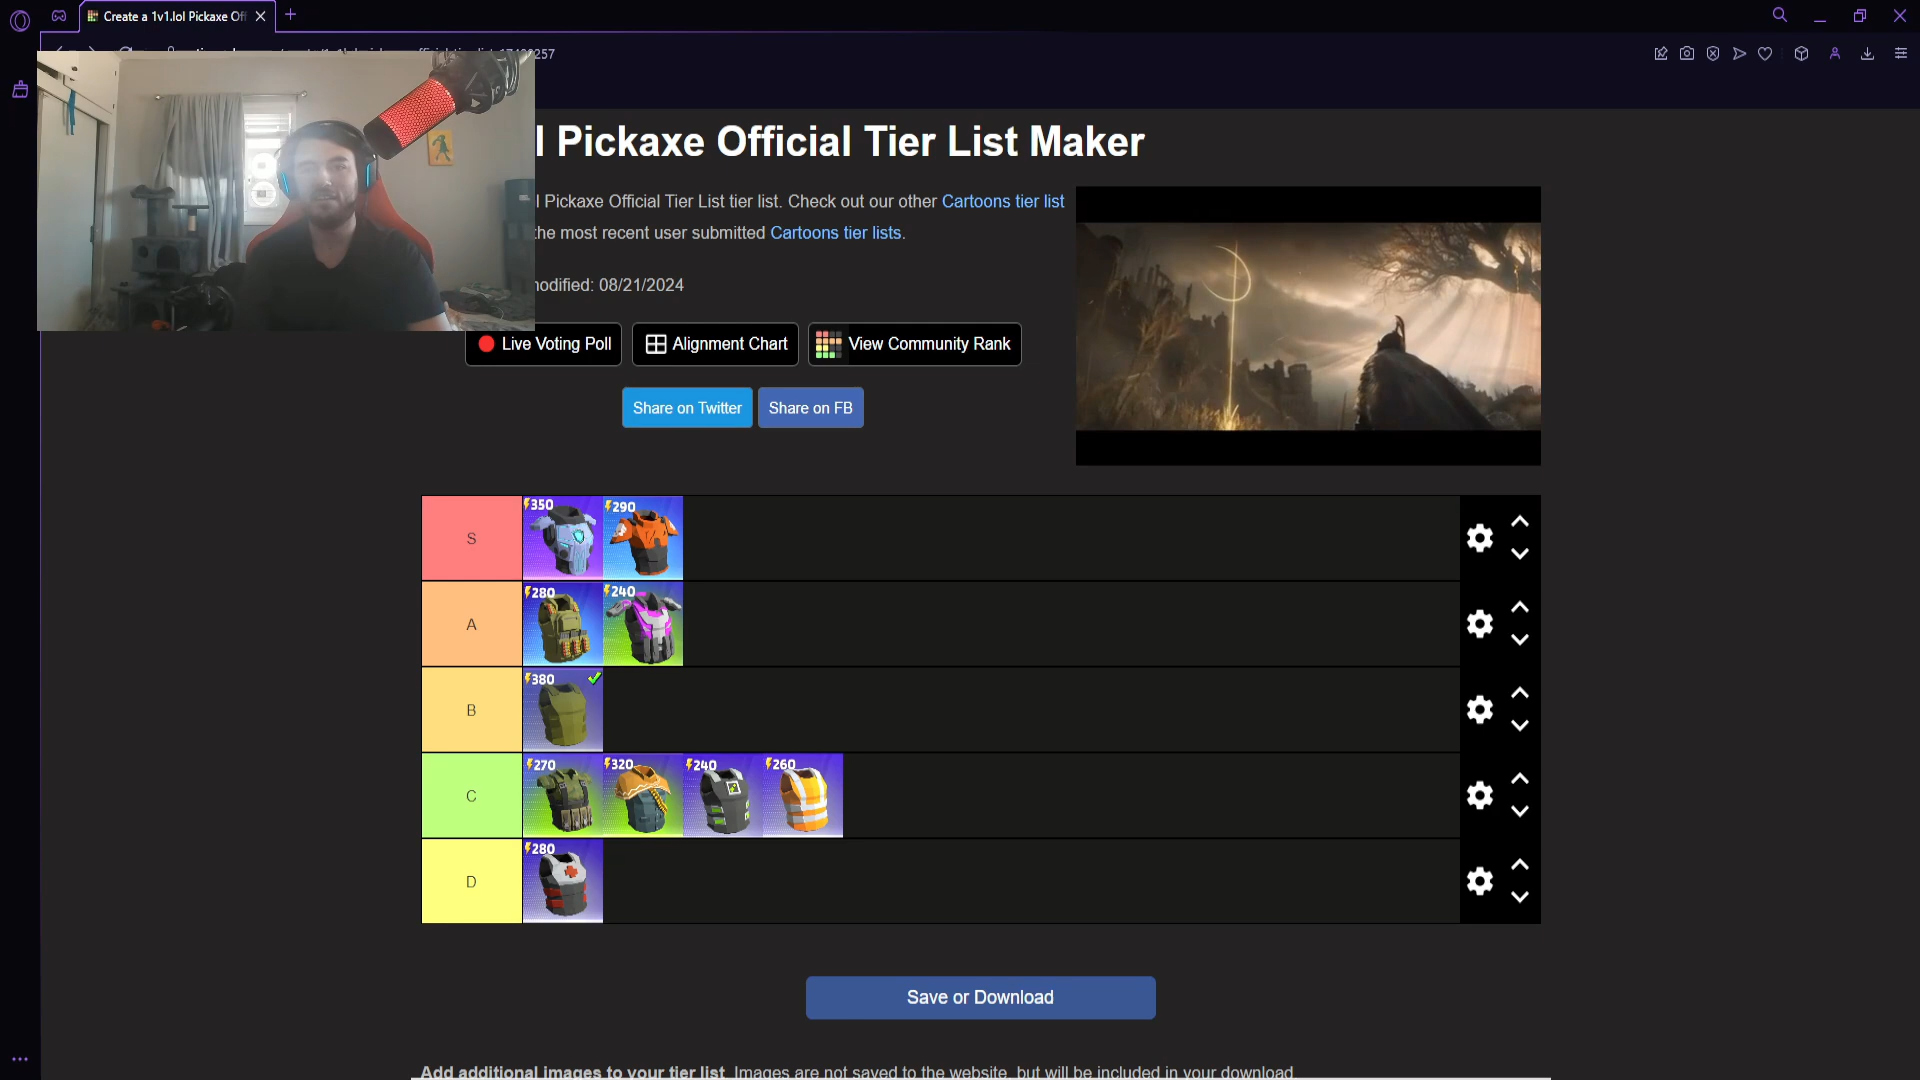 Create a 1v1.lol Pickaxe Of
257
l Pickaxe Official Tier List Maker
l Pickaxe Official Tier List tier list. Check out our other Cartoons tier list
the most recent user submitted Cartoons tier lists.
modified: 08/21/2024
Live Voting Poll
Alignment Chart
View Community Rank
Share on Twitter
Share on FB
S
350
290
A
280
240
B
380
C
270
320
240
260
D
280
Save or Download
Add additional images to your tier list. Images are not saved to the website, but will be included in your download